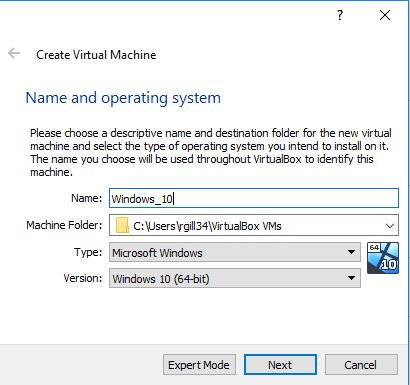 ?
Create Virtual Machine
Name and operating system
Please choose a descriptive name and destination folder for the new virtual
machine and select the type of operating system you intend to install on it.
The name you choose will be used throughout VirtualBox to identify this
machine.
Name: Windows_10
Machine Folder: C:\Users\rgill34\VirtualBox VMs
Type: Microsoft Windows 64
Version: Windows 10 (64-bit) 10
Expert Mode Next Cancel